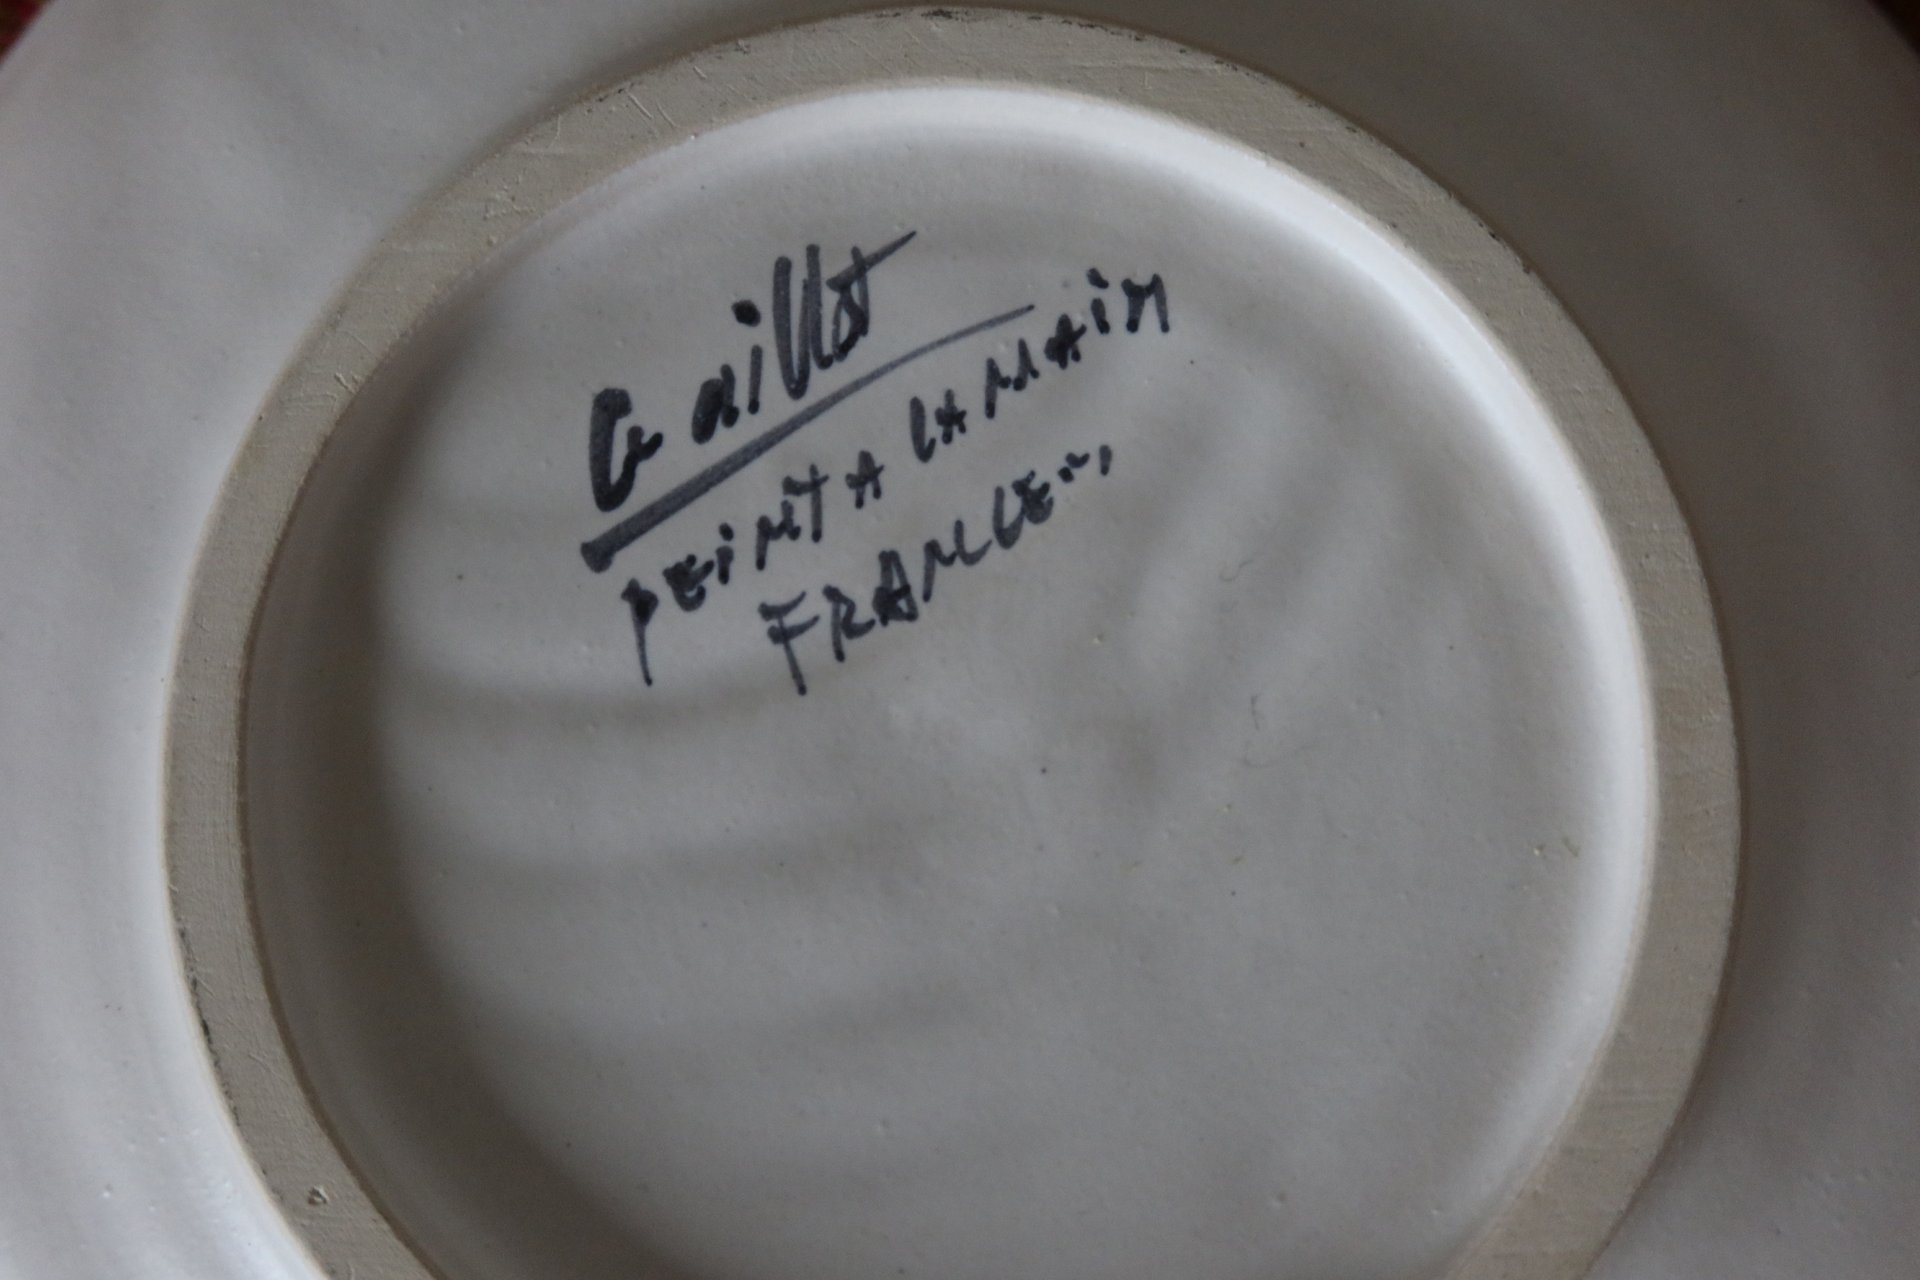 Gaillot
PEiNT A LA MAiN
FRANCE